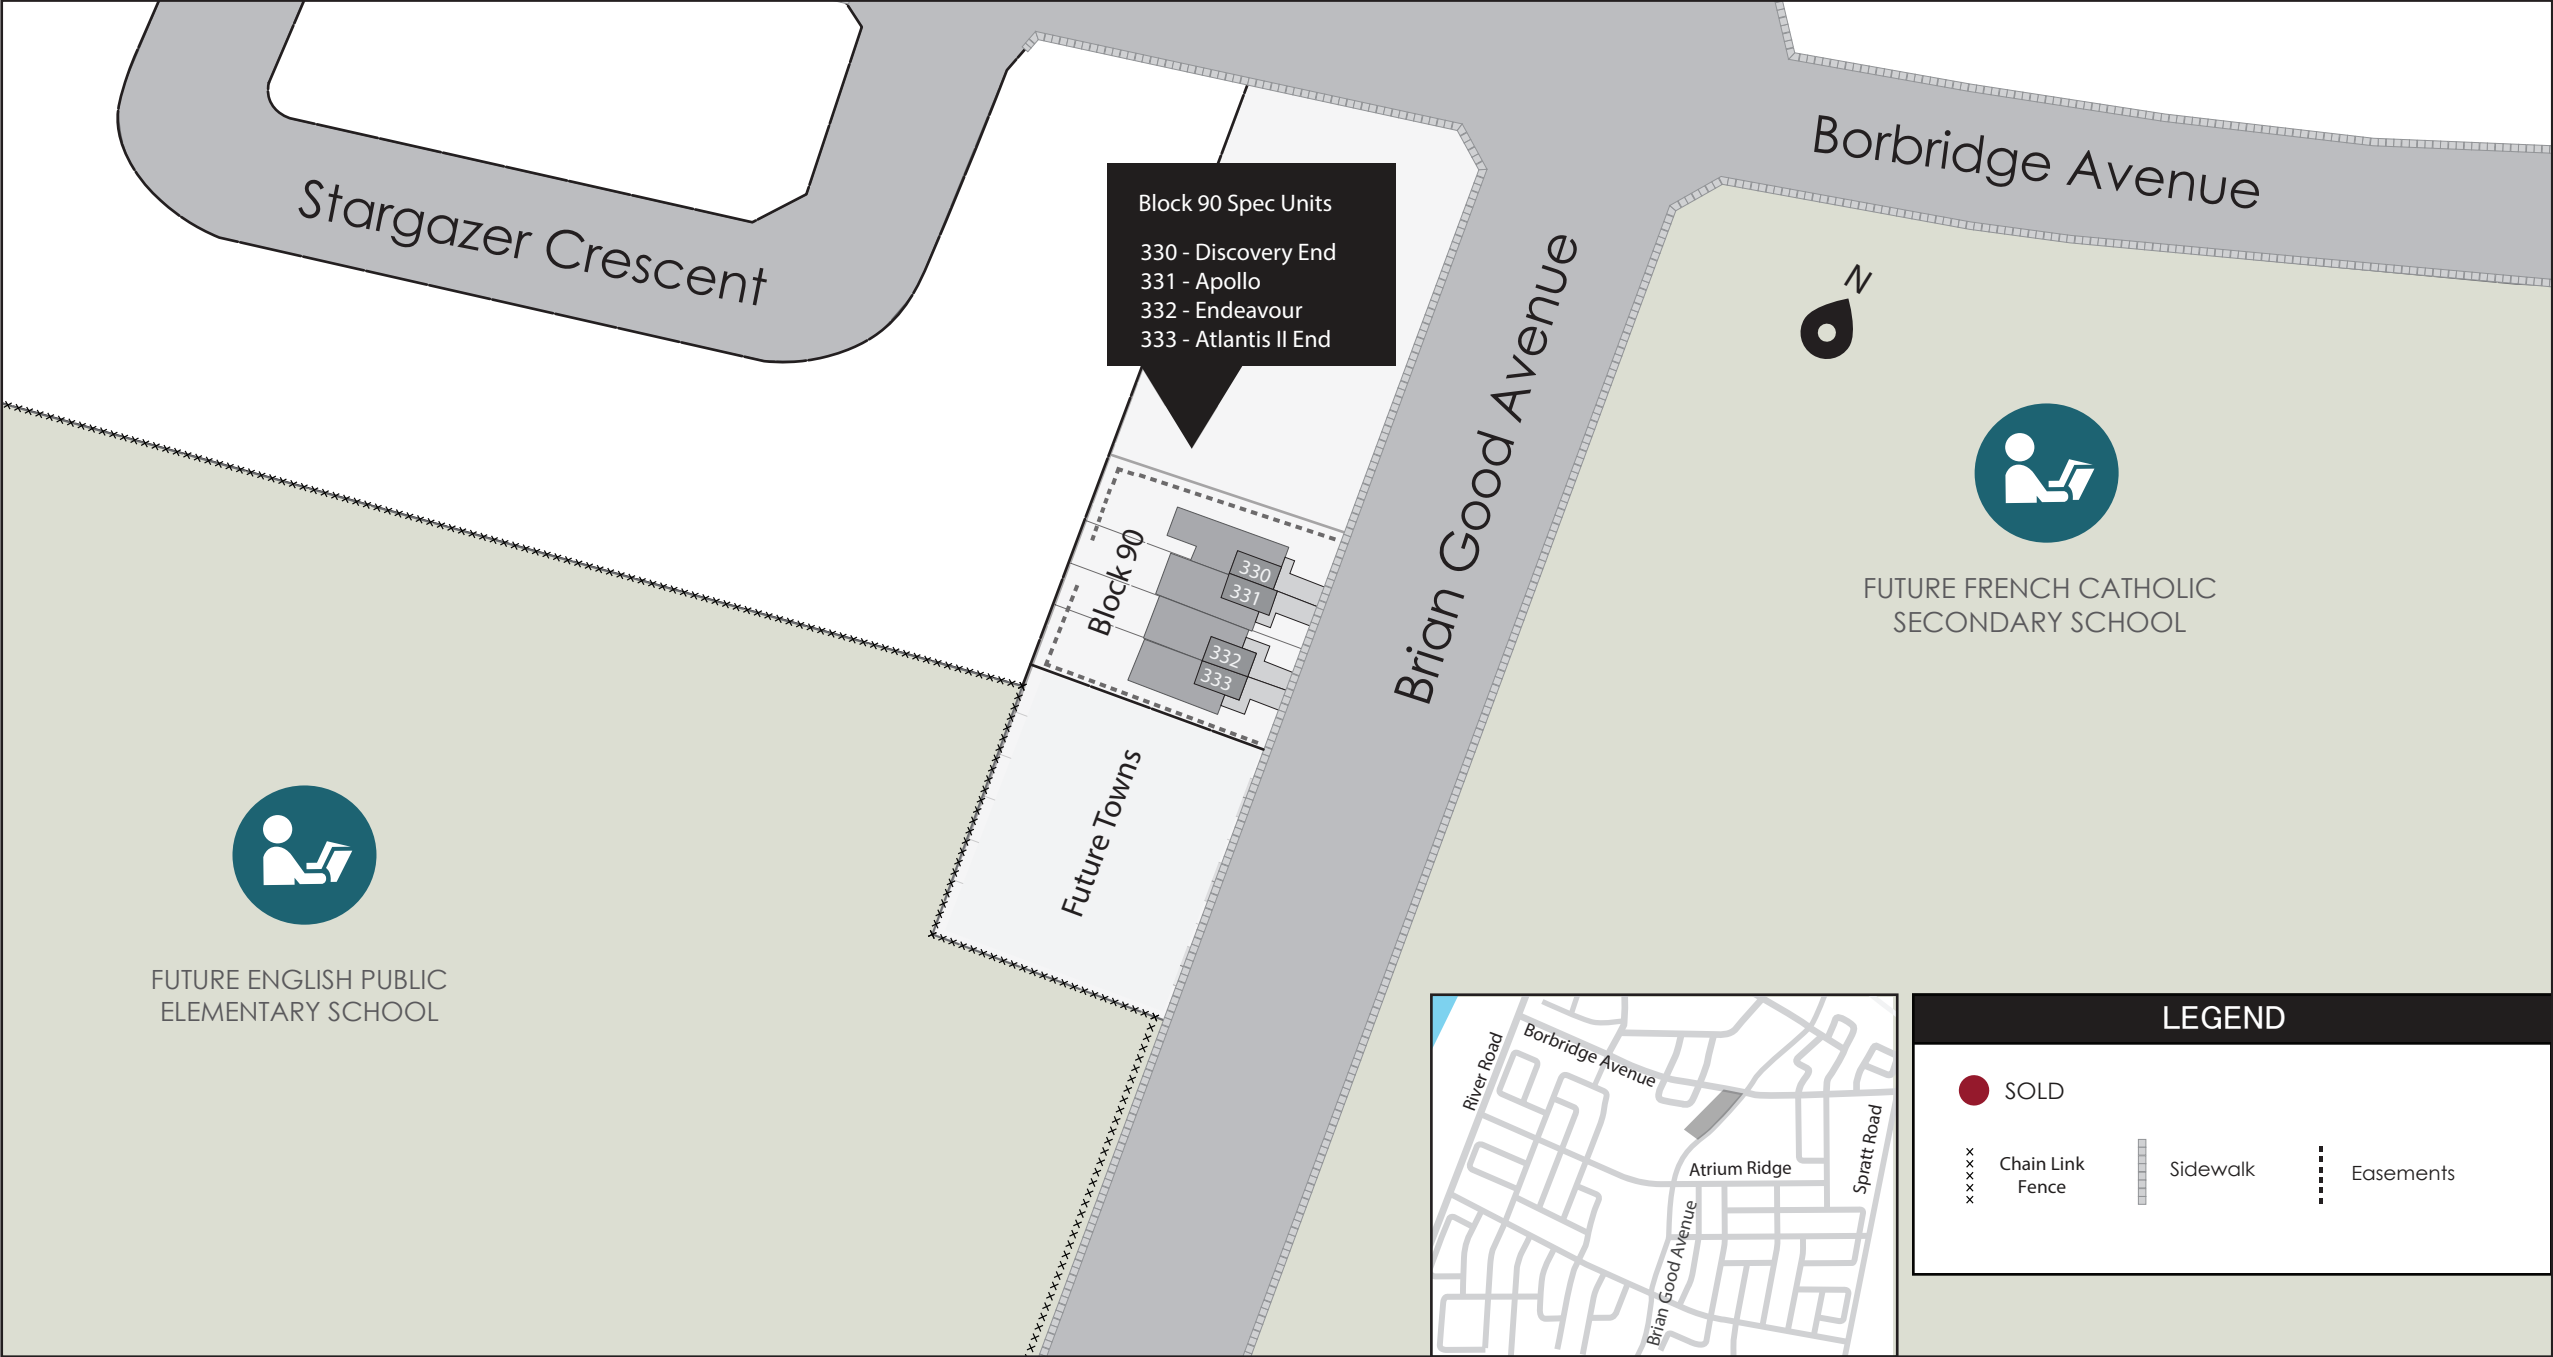 Stargazer Crescent
Borbridge Avenue
Block 90 Spec Units
330 - Discovery End
331 - Apollo
332 - Endeavour
333 - Atlantis II End
Brian Good Avenue
N
FUTURE FRENCH CATHOLIC
SECONDARY SCHOOL
Block 90
330
331
332
333
Future Towns
FUTURE ENGLISH PUBLIC
ELEMENTARY SCHOOL
River Road
Borbridge Avenue
Atrium Ridge
Spratt Road
Brian Good Avenue
LEGEND
SOLD
Chain Link
Fence
Sidewalk
Easements